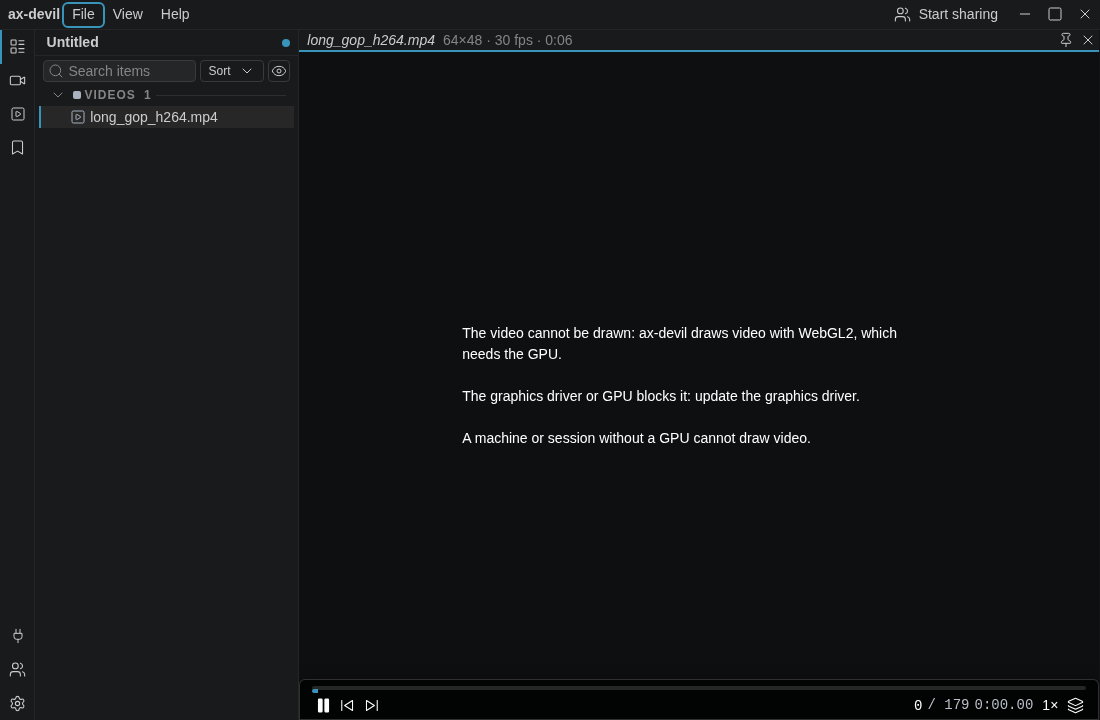 ax-devil File View Help Start sharing
Untitled
long_gop_h264.mp4 64×48 · 30 fps · 0:06
Search items Sort
VIDEOS 1
long_gop_h264.mp4
The video cannot be drawn: ax-devil draws video with WebGL2, which
needs the GPU.
The graphics driver or GPU blocks it: update the graphics driver.
A machine or session without a GPU cannot draw video.
0 / 179 0:00.00 1×